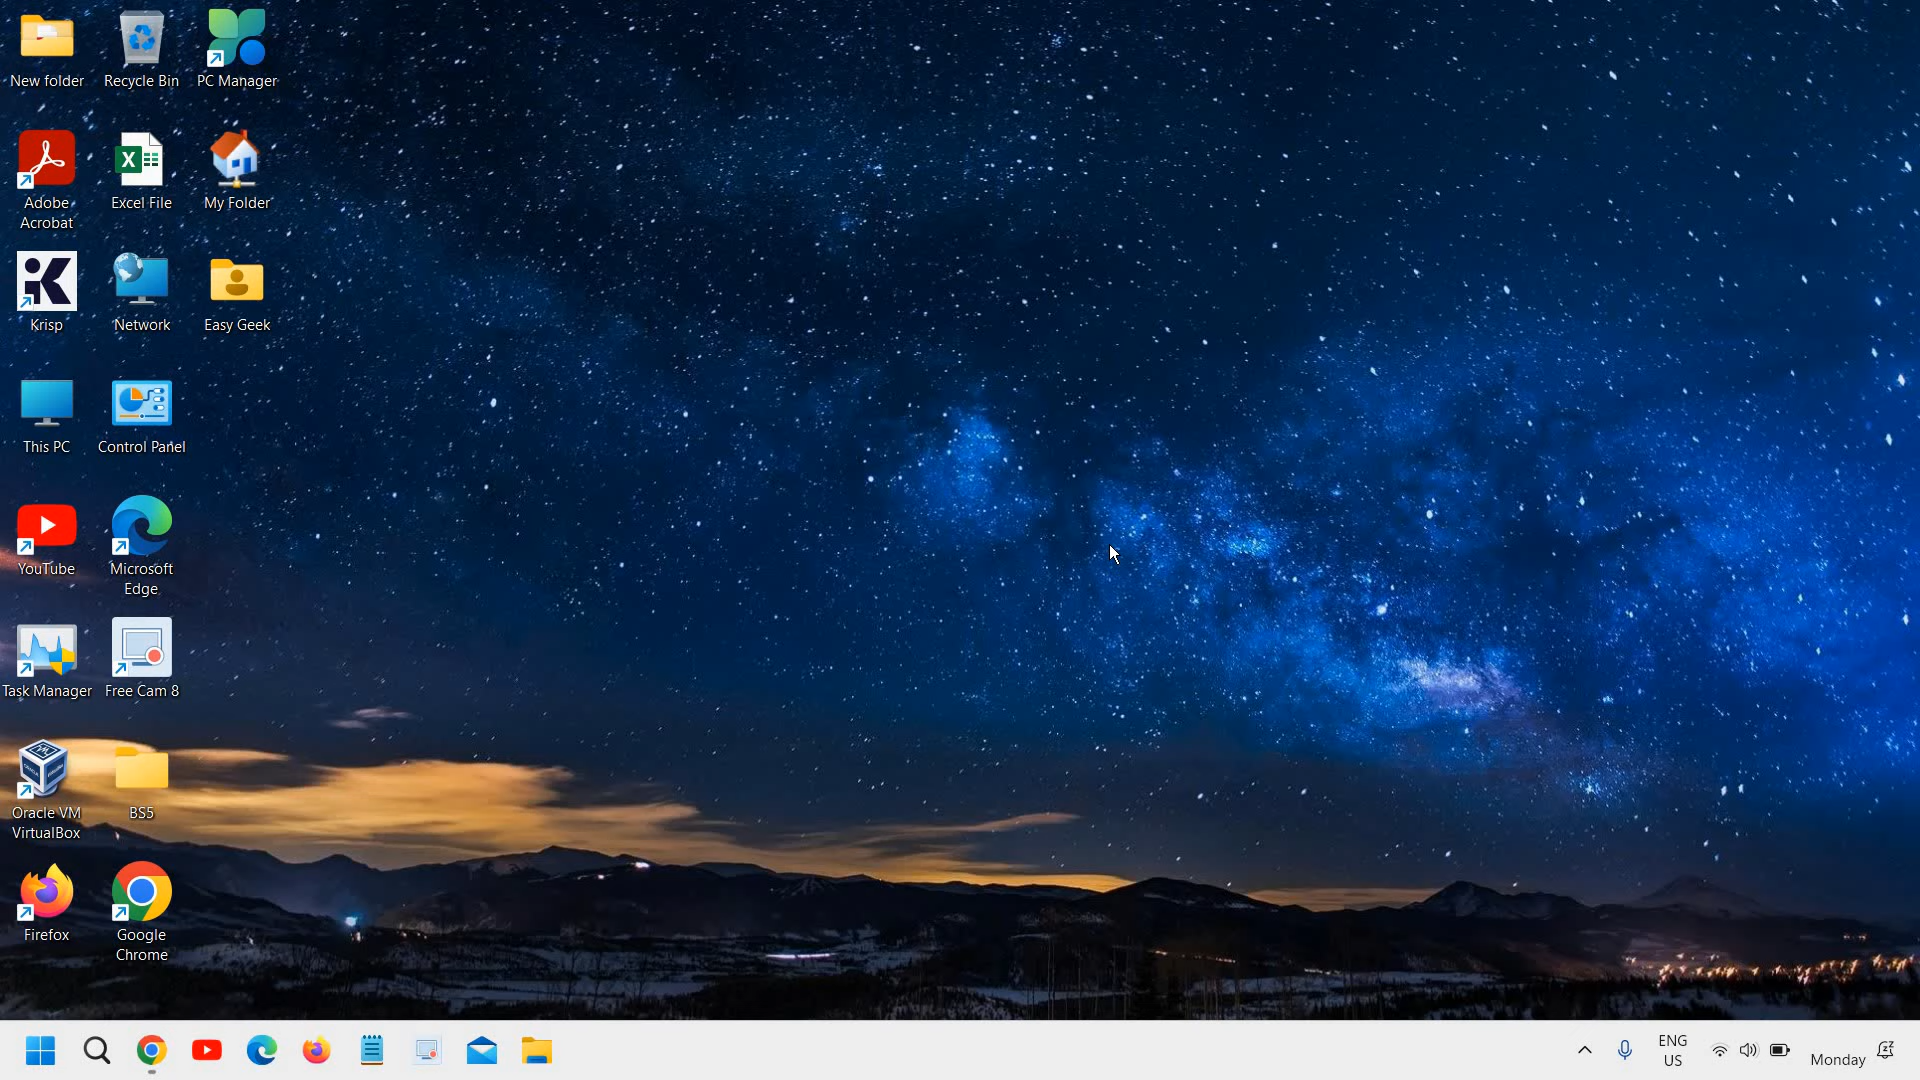 New folder
Recycle Bin
PC Manager
Adobe
Acrobat
Excel File
My Folder
Krisp
Network
Easy Geek
This PC
Control Panel
YouTube
Microsoft
Edge
Task Manager
Free Cam 8
Oracle VM
VirtualBox
BS5
Firefox
Google
Chrome
ENG
US
Monday